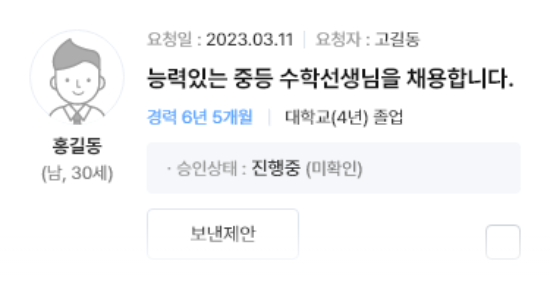 요청일 : 2023.03.11 | 요청자 : 고길동
능력있는 중등 수학선생님을 채용합니다.
경력 6년 5개월 | 대학교(4년) 졸업
홍길동
(남, 30세)
· 승인상태 : 진행중 (미확인)
보낸제안